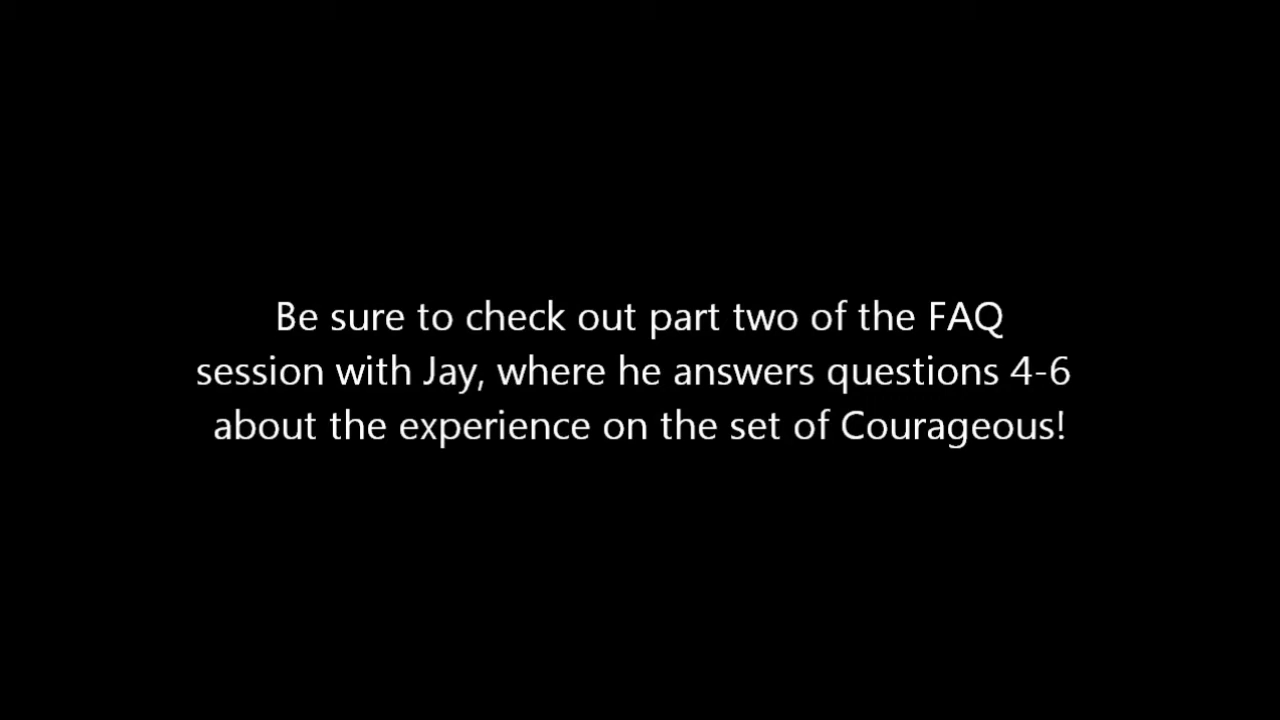 Be sure to check out part two of the FAQ
session with Jay, where he answers questions 4-6
about the experience on the set of Courageous!